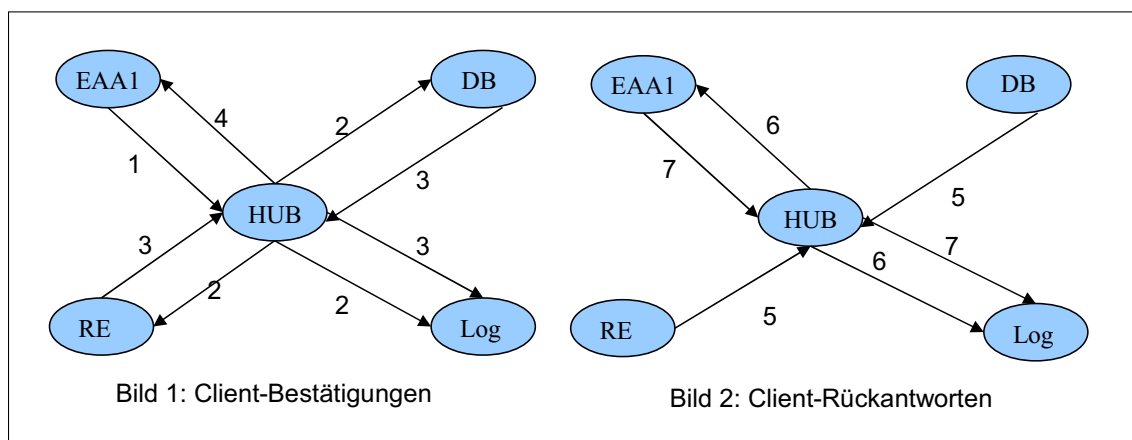 EAA1
DB
4
2
1
3
HUB
3
3
2
2
RE
Log
Bild 1: Client-Bestätigungen
EAA1
DB
6
7
5
HUB
7
6
5
RE
Log
Bild 2: Client-Rückantworten